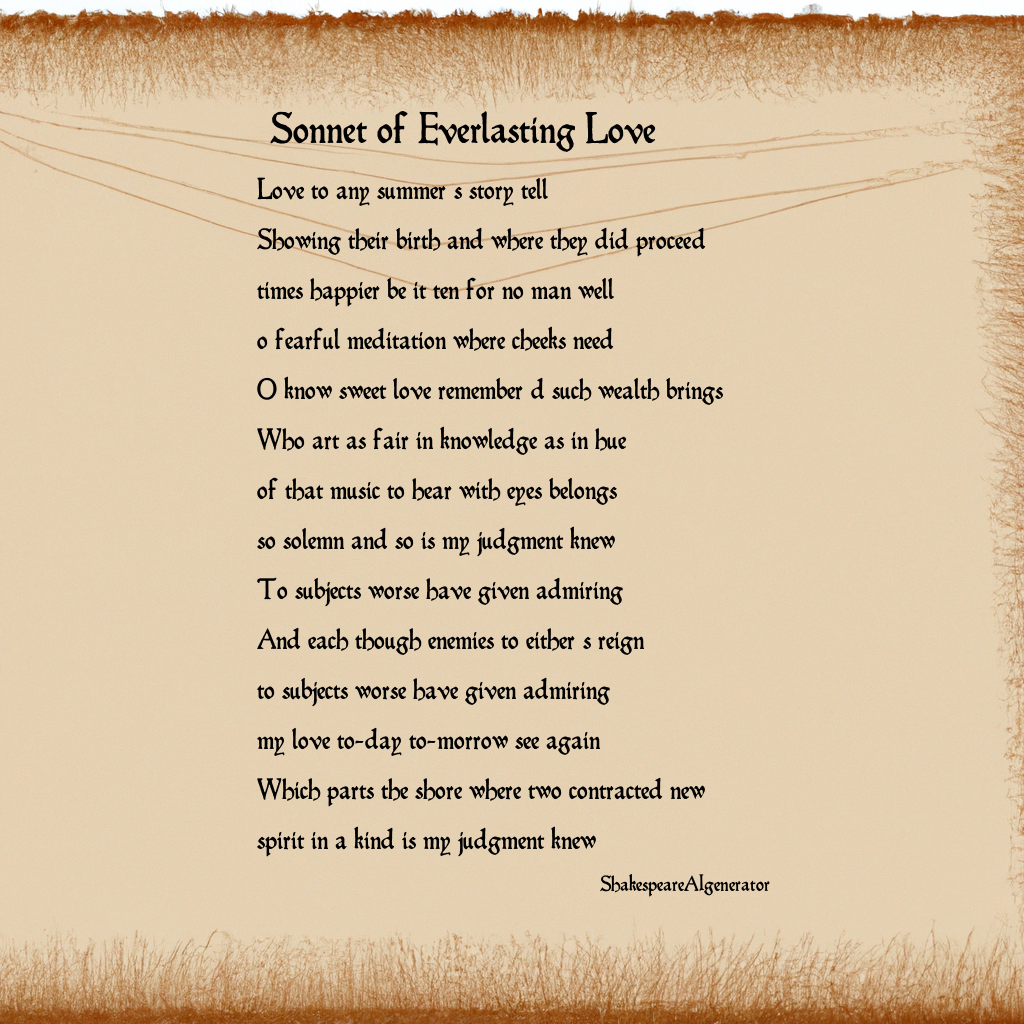 Sonnet of Everlasting Love
Love to any summer s story tell
Showing their birth and where they did proceed
times happier be it ten for no man well
o fearful meditation where cheeks need
O know sweet love remember d such wealth brings
Who art as fair in knowledge as in hue
of that music to hear with eyes belongs
so solemn and so is my judgment knew
To subjects worse have given admiring
And each though enemies to either s reign
to subjects worse have given admiring
my love to-day to-morrow see again
Which parts the shore where two contracted new
spirit in a kind is my judgment knew
ShakespeareAIgenerator